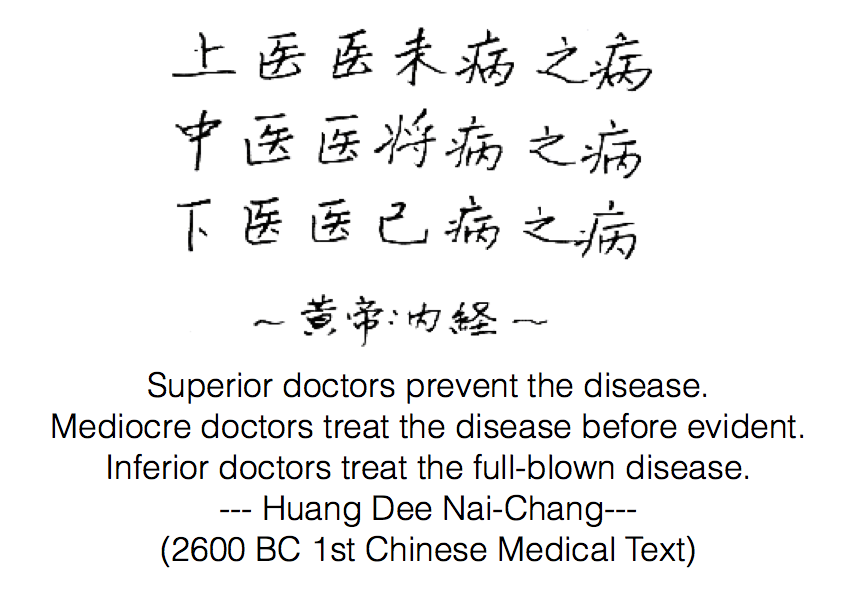 上医医未病之病
中医医将病之病
下医医已病之病
~黄帝:内経~
Superior doctors prevent the disease.
Mediocre doctors treat the disease before evident.
Inferior doctors treat the full-blown disease.
--- Huang Dee Nai-Chang---
(2600 BC 1st Chinese Medical Text)